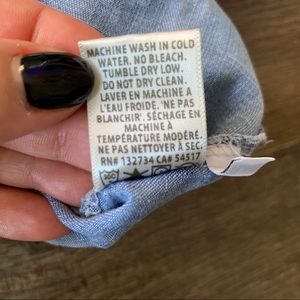 MACHINE WASH IN COLD
WATER. NO BLEACH.
TUMBLE DRY LOW.
DO NOT DRY CLEAN.
LAVER EN MACHINE A
L'EAU FROIDE. 'NE PAS
BLANCHIR'. SÉCHAGE EN
MACHINE À
TEMPÉRATURE MODÉRÉ.
NE PAS NETTOYER À SEC.
RN# 132734 CA# 54517